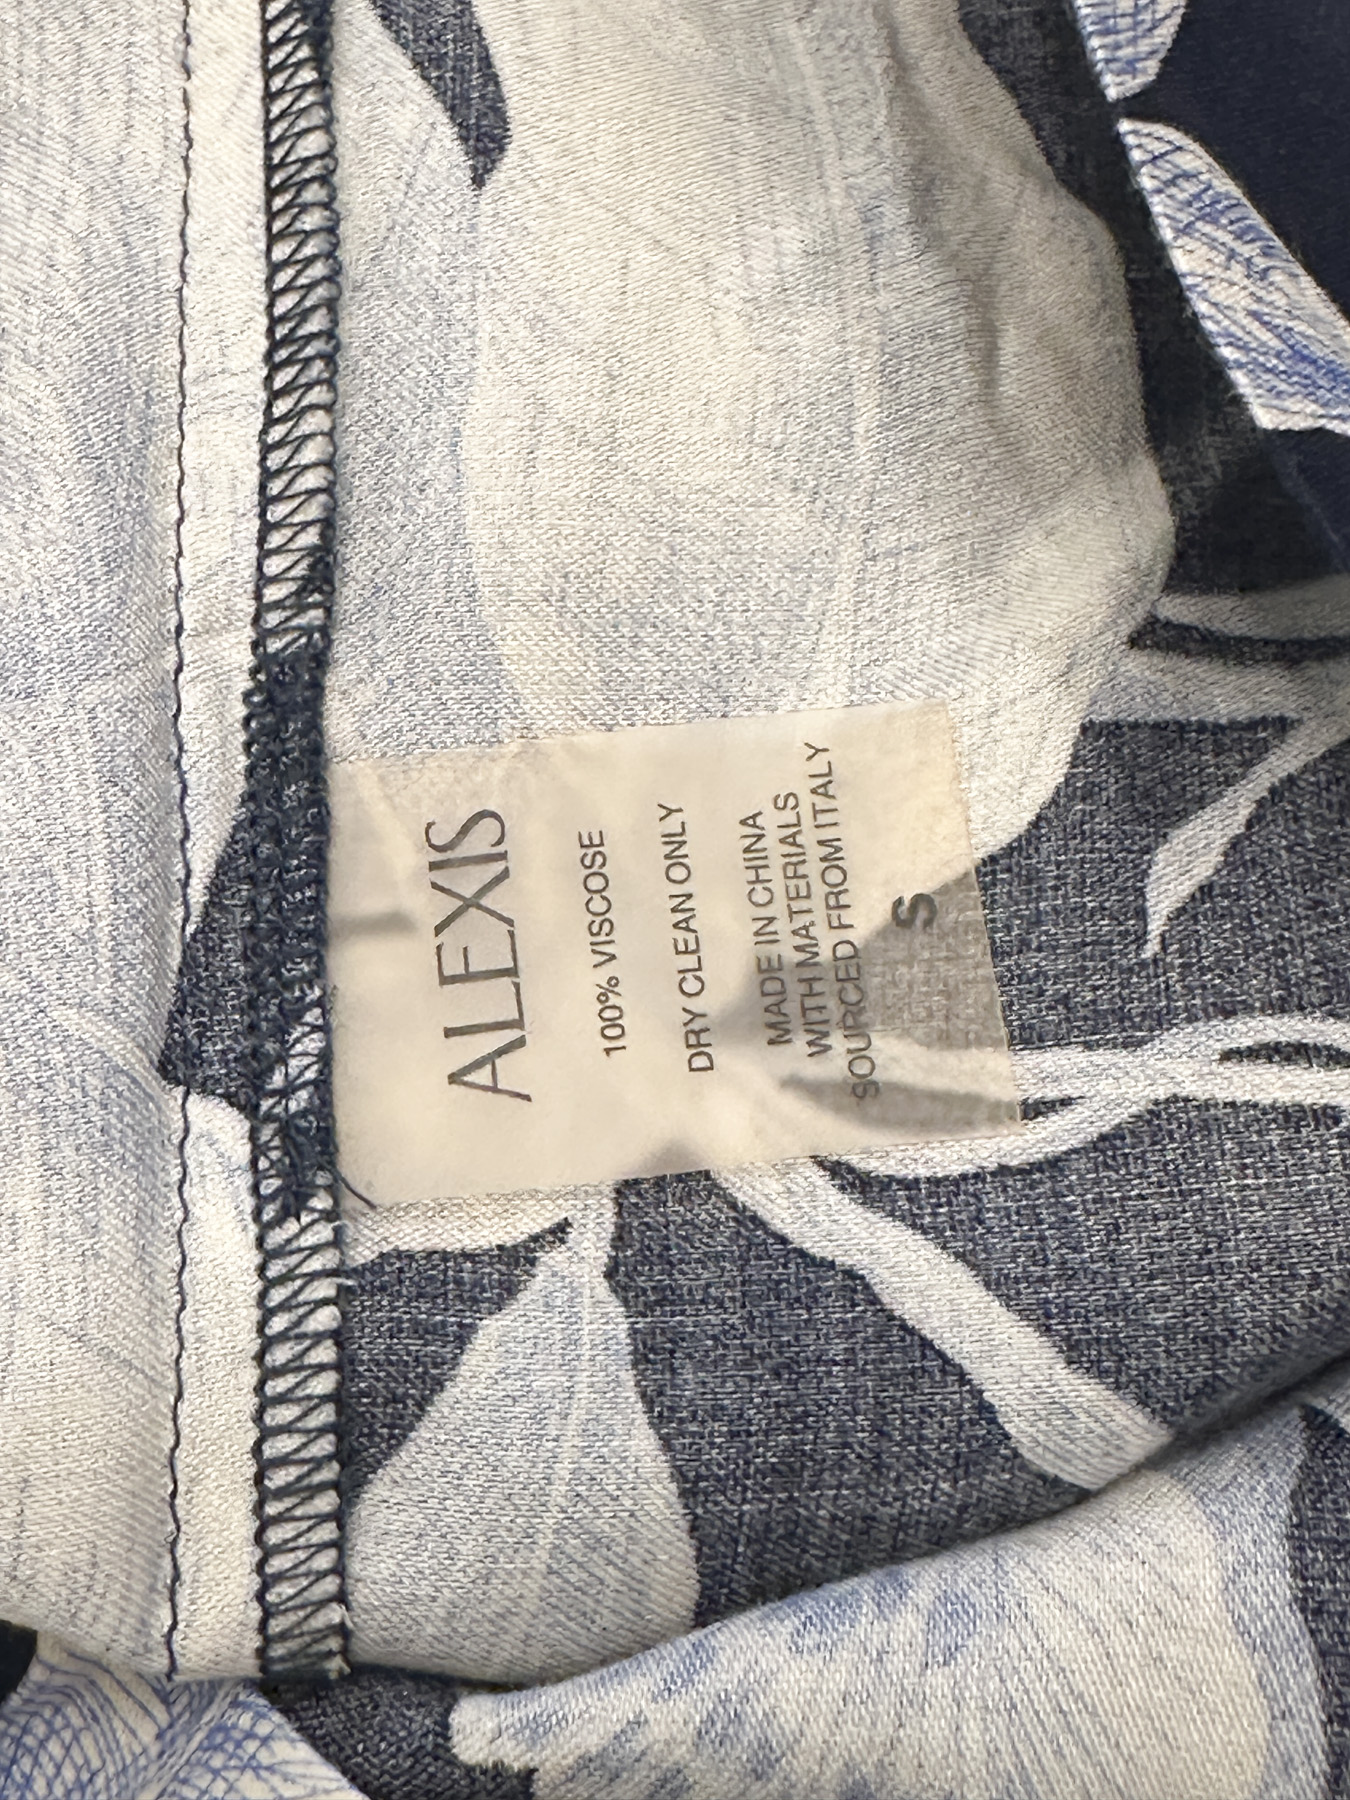 ALEXIS
100% VISCOSE
DRY CLEAN ONLY
MADE IN CHINA
WITH MATERIALS
SOURCED FROM ITALY
S